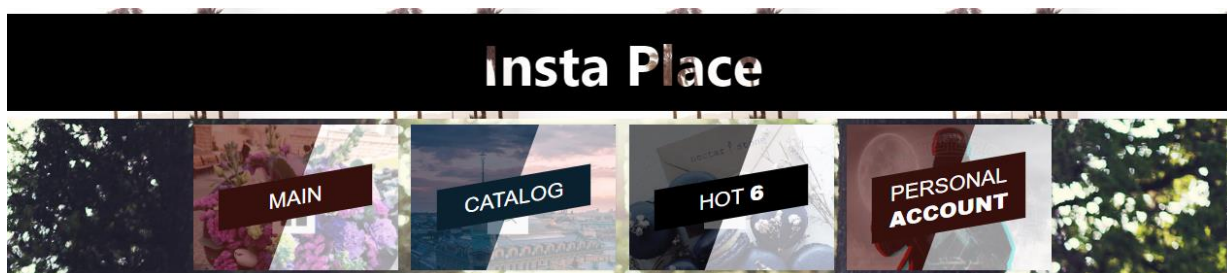 Insta Place
MAIN
CATALOG
HOT 6
PERSONAL
ACCOUNT